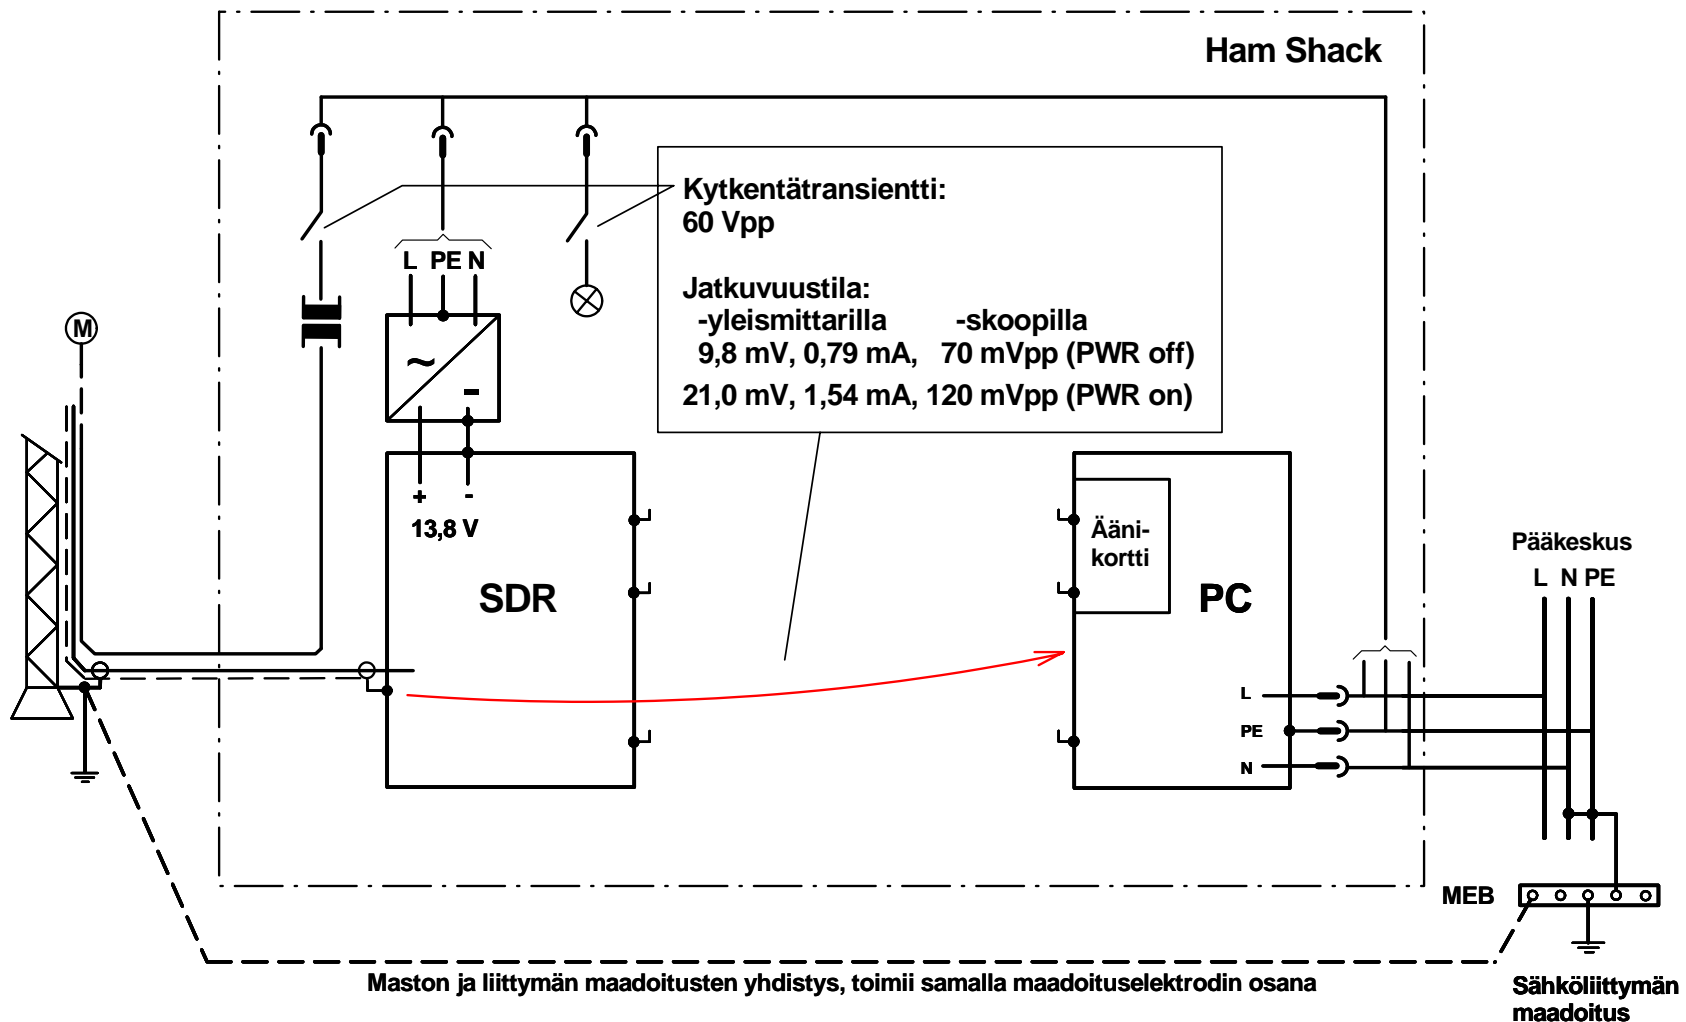 Ham Shack
Kytkentätransientti:
60 Vpp
Jatkuvuustila:
-yleismittarilla -skoopilla
9,8 mV, 0,79 mA, 70 mVpp (PWR off)
21,0 mV, 1,54 mA, 120 mVpp (PWR on)
L PE N
M
~
-
+ -
13,8 V
SDR
Ääni-
kortti
PC
L
PE
N
Pääkeskus
L N PE
MEB
Maston ja liittymän maadoitusten yhdistys, toimii samalla maadoituselektrodin osana
Sähköliittymän
maadoitus